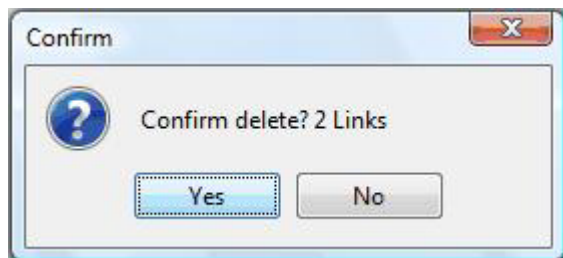 Confirm
Confirm delete? 2 Links
Yes No